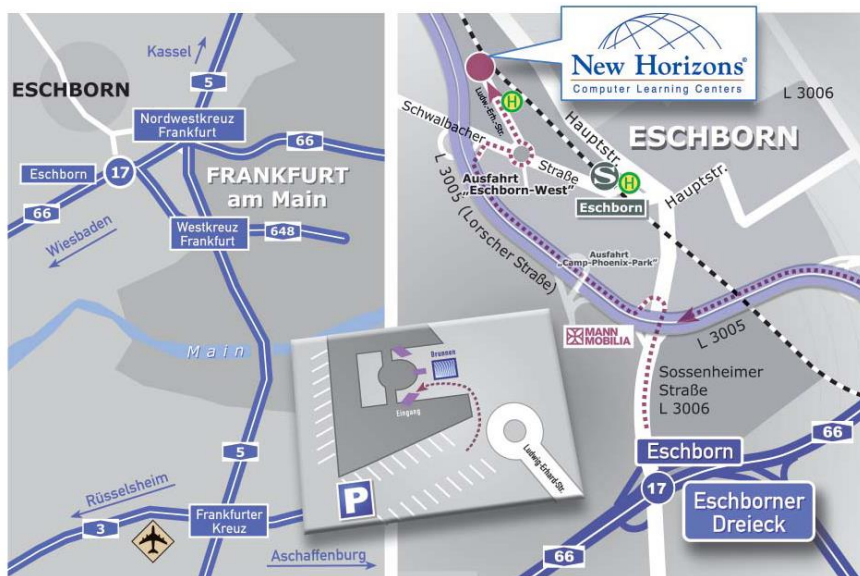 Kassel
5
ESCHBORN
Nordwestkreuz
Frankfurt
66
Eschborn
17
FRANKFURT
am Main
66
Wiesbaden
Westkreuz
Frankfurt
648
Main
5
Rüsselsheim
3
Frankfurter
Kreuz
Aschaffenburg
New Horizons®
Computer Learning Centers
L 3006
Ludw.-Erh.-Str.
H
Schwalbacher
Straße
Hauptstr.
ESCHBORN
S
H
Eschborn
Hauptstr.
Ausfahrt
„Eschborn-West”
L 3005 (Lorscher Straße)
Ausfahrt
„Camp-Phoenix-Park”
MANN
MOBILIA
L 3005
Sossenheimer
Straße
L 3006
Brunnen
Eingang
Ludwig-Erhard-Str.
P
Eschborn
66
17
Eschborner
Dreieck
66